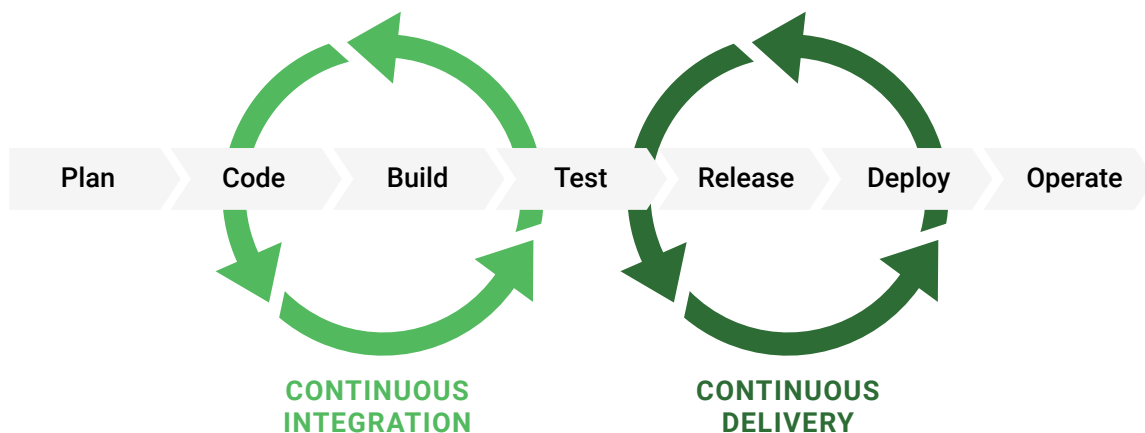 Plan Code Build Test Release Deploy Operate
CONTINUOUS
INTEGRATION
CONTINUOUS
DELIVERY